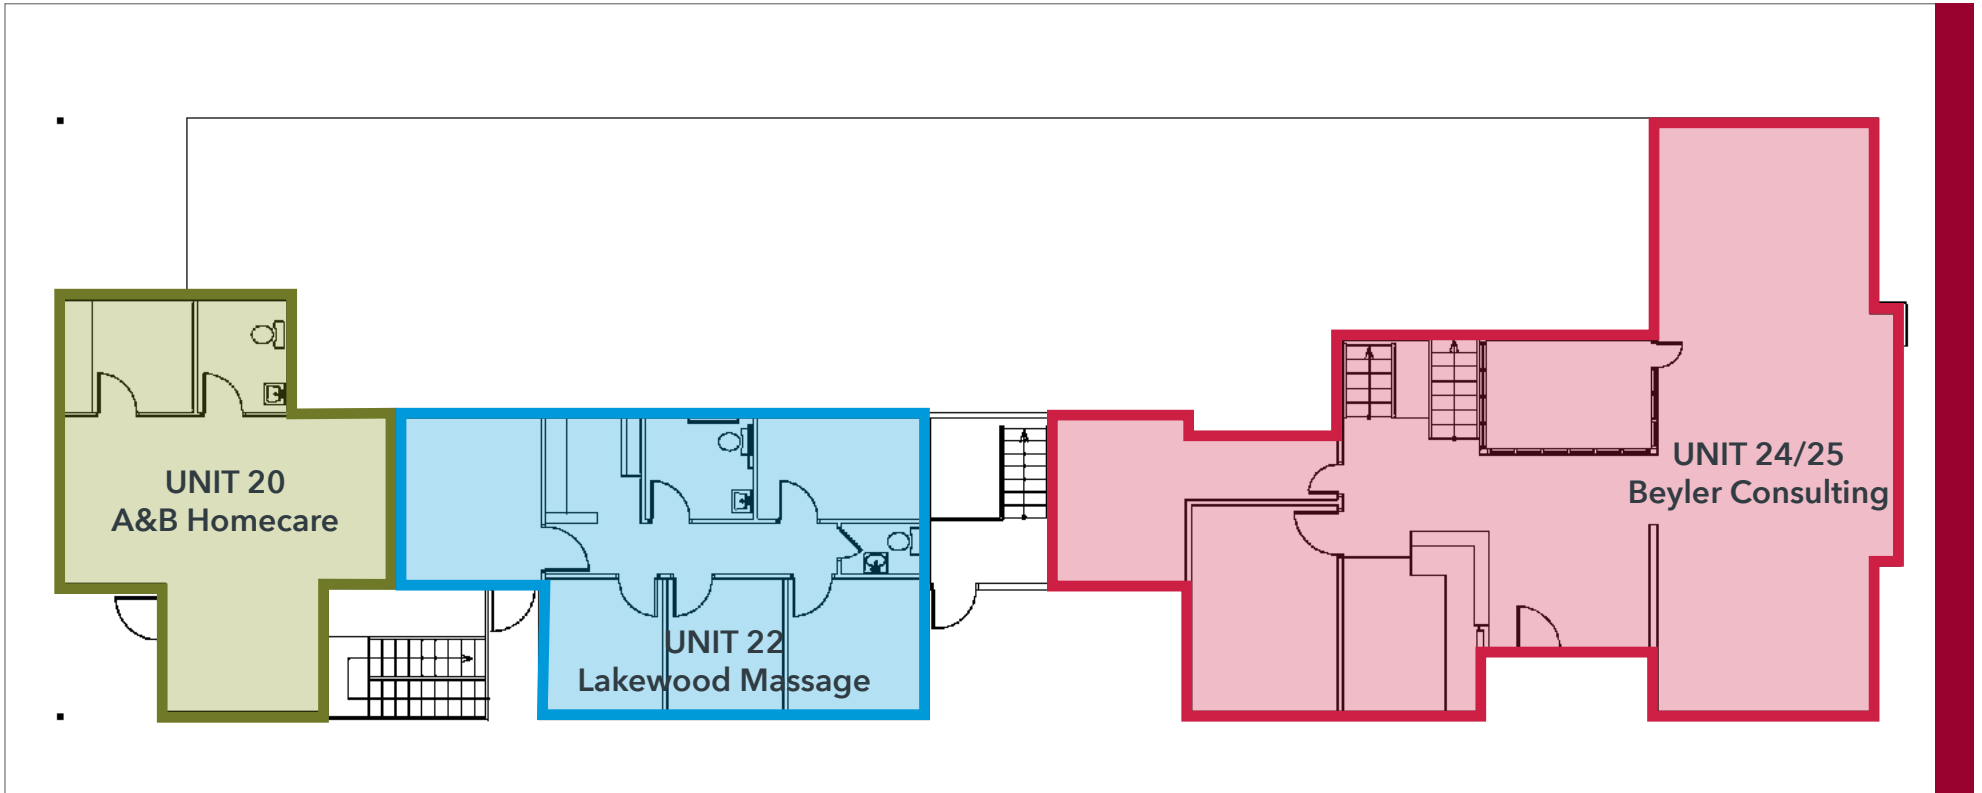 UNIT 20
A&B Homecare
UNIT 22
Lakewood Massage
UNIT 24/25
Beyler Consulting